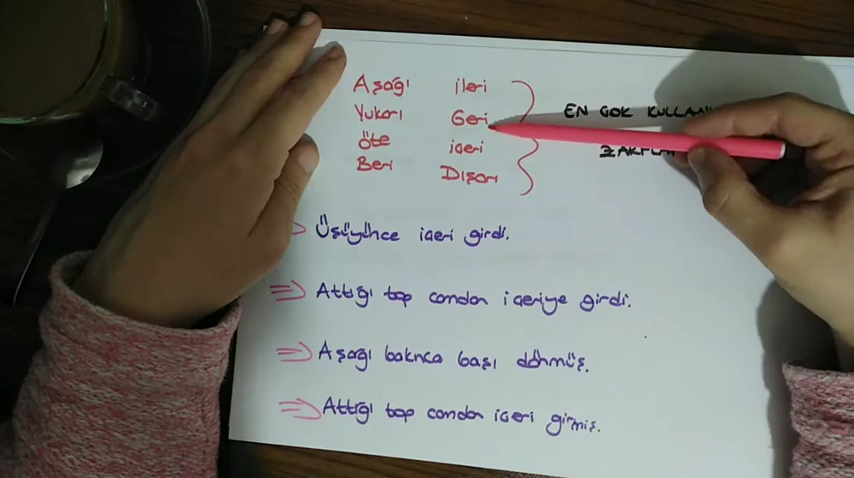 Aşağı ileri
Yukarı Geri
öte içeri
Beri Dışarı
EN ÇOK
Üşüyünce içeri girdi.
Attığı top camdan içeriye girdi.
Aşağı bakınca başı dönmüş.
Attığı top camdan içeri girmiş.